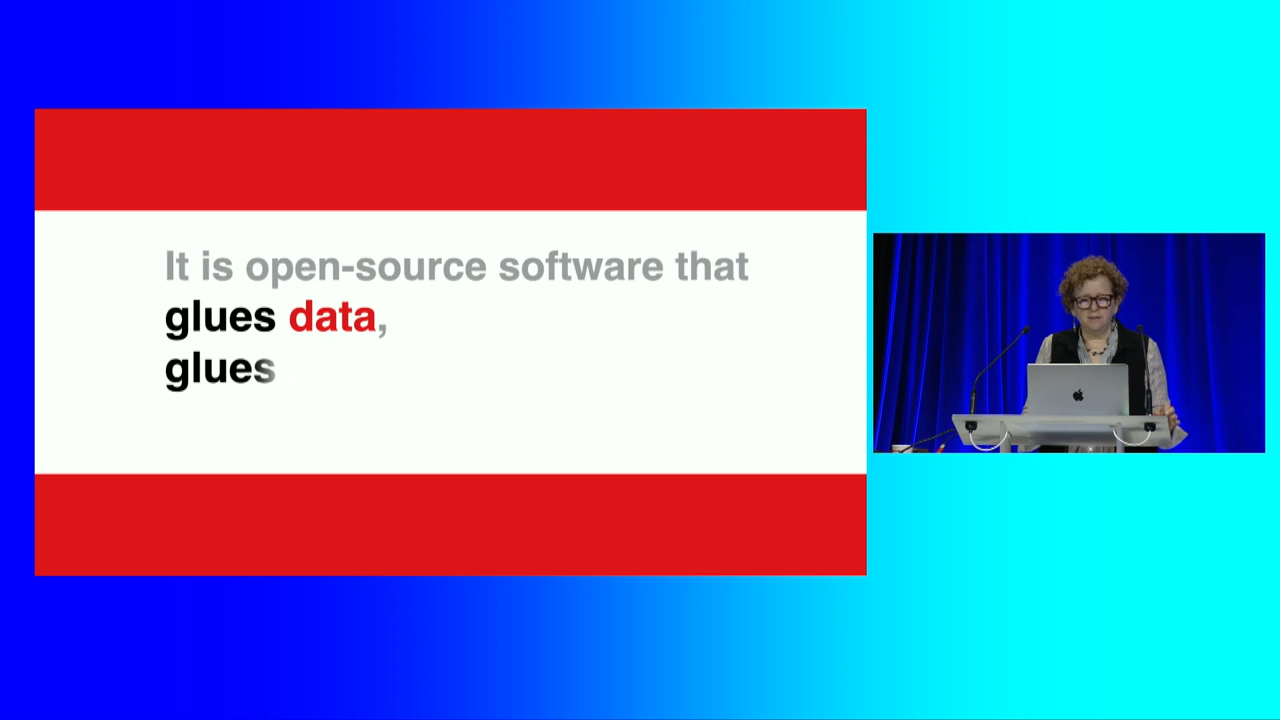 It is open-source software that
glues data,
glues